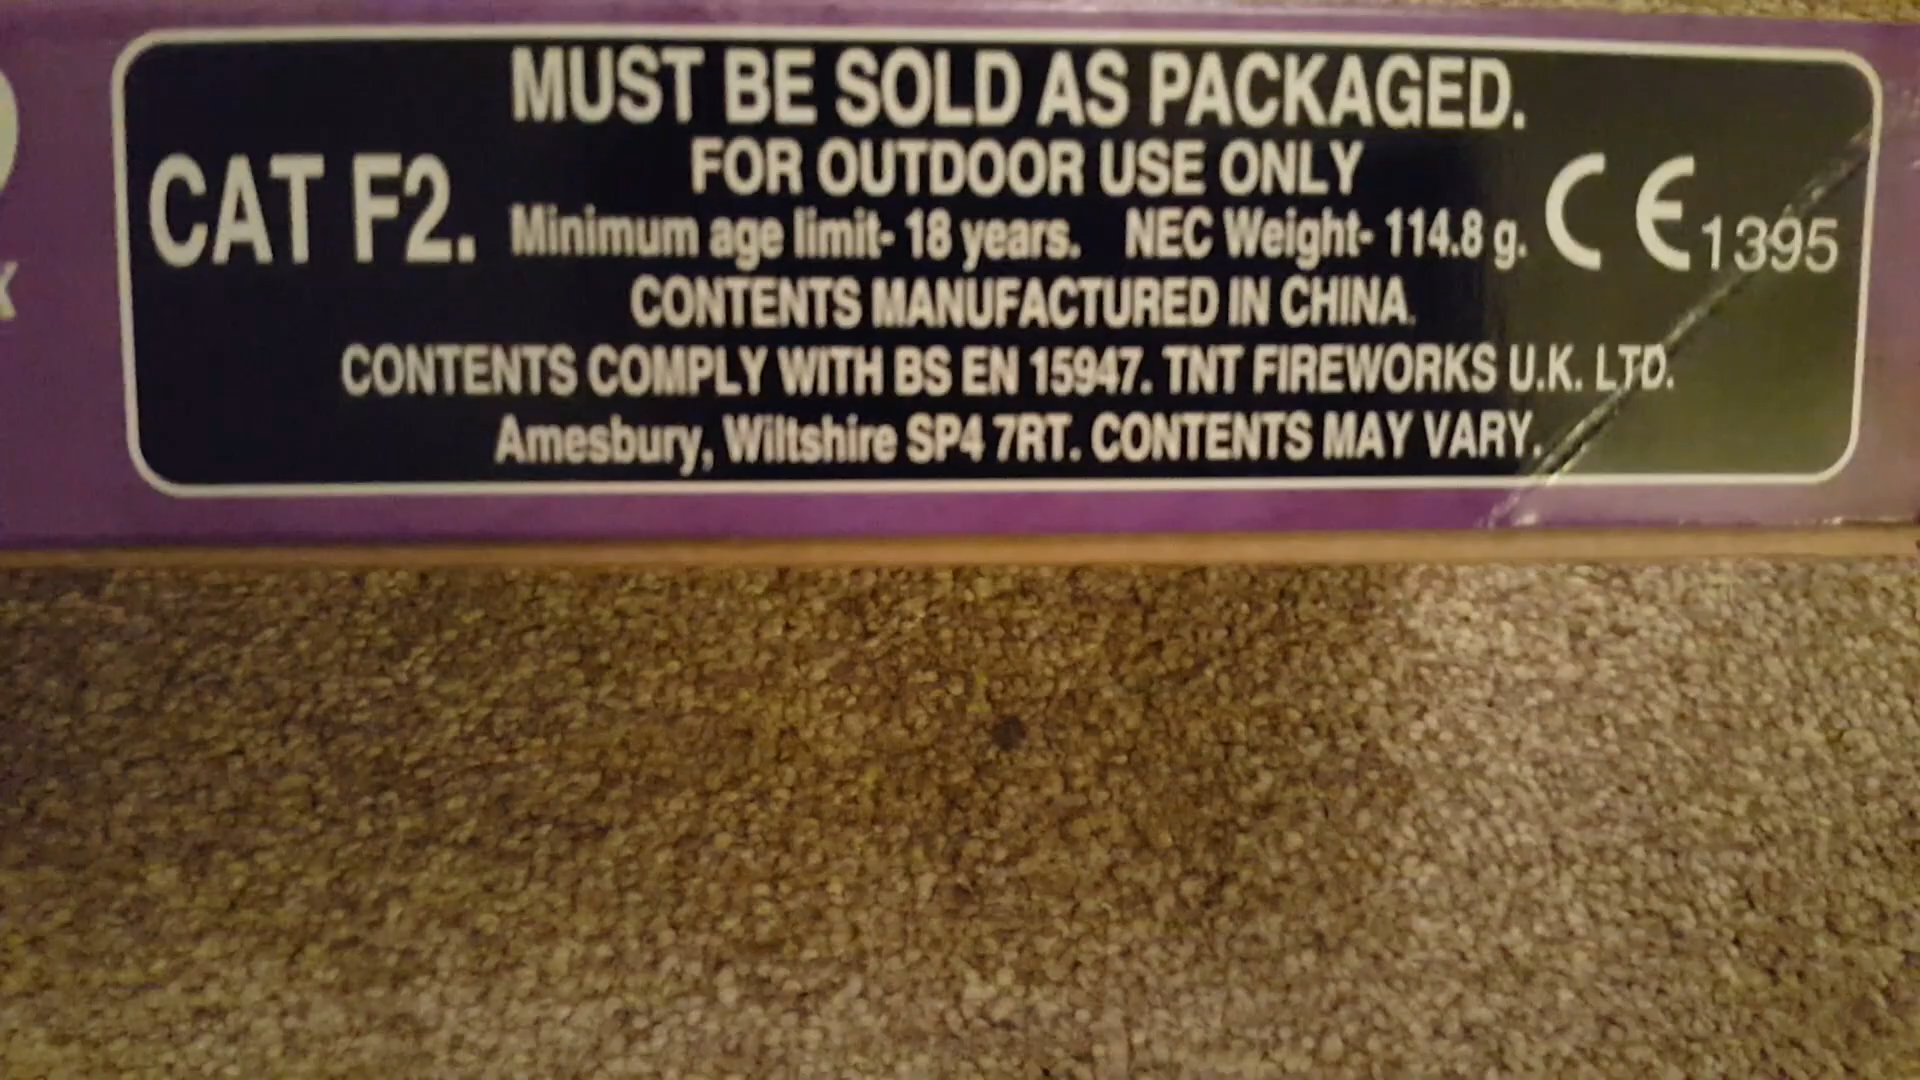 MUST BE SOLD AS PACKAGED.
FOR OUTDOOR USE ONLY
CAT F2.
Minimum age limit- 18 years. NEC Weight- 114.8 g.
CE 1395
CONTENTS MANUFACTURED IN CHINA.
CONTENTS COMPLY WITH BS EN 15947. TNT FIREWORKS U.K. LTD.
Amesbury, Wiltshire SP4 7RT. CONTENTS MAY VARY.